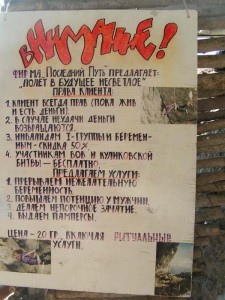 ВНИМАНИЕ!
ФИРМА „ПОСЛЕДНИЙ ПУТЬ" ПРЕДЛАГАЕТ:
„ПОЛЕТ В БУДУЩЕЕ НЕСВЕТЛОЕ"
ПРАВА КЛИЕНТА:
1. КЛИЕНТ ВСЕГДА ПРАВ (ПОКА ЖИВ
И ЕСТЬ ДЕНЬГИ).
2. В СЛУЧАЕ НЕУДАЧИ ДЕНЬГИ
ВОЗВРАЩАЮТСЯ.
3. ИНВАЛИДАМ I-ГРУППЫ И БЕРЕМЕН-
НЫМ - СКИДКА 50%
4. УЧАСТНИКАМ ВОВ И КУЛИКОВСКОЙ
БИТВЫ — БЕСПЛАТНО.
ПРЕДЛАГАЕМ УСЛУГИ:
1. ПРЕРЫВАЕМ НЕЖЕЛАТЕЛЬНУЮ
БЕРЕМЕННОСТЬ.
2. ПОВЫШАЕМ ПОТЕНЦИЮ У МУЖЧИН.
3. ДЕЛАЕМ НЕПОРОЧНОЕ ЗАЧАТИЕ.
4. ВЫДАЕМ ПАМПЕРСЫ.
ЦЕНА - 20 ГР., ВКЛЮЧАЯ РИТУАЛЬНЫЕ
УСЛУГИ.